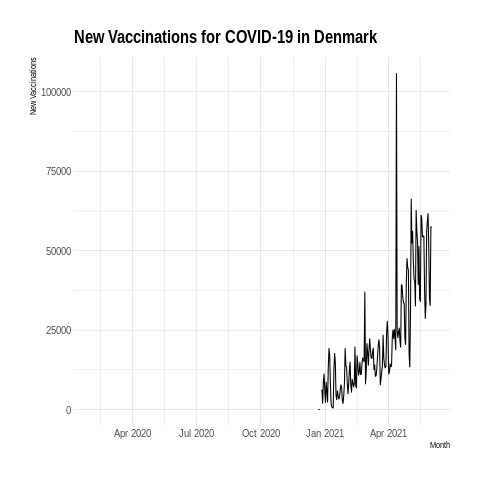 New Vaccinations for COVID-19 in Denmark
New Vaccinations
100000
75000
50000
25000
0
Apr 2020 Jul 2020 Oct 2020 Jan 2021 Apr 2021
Month